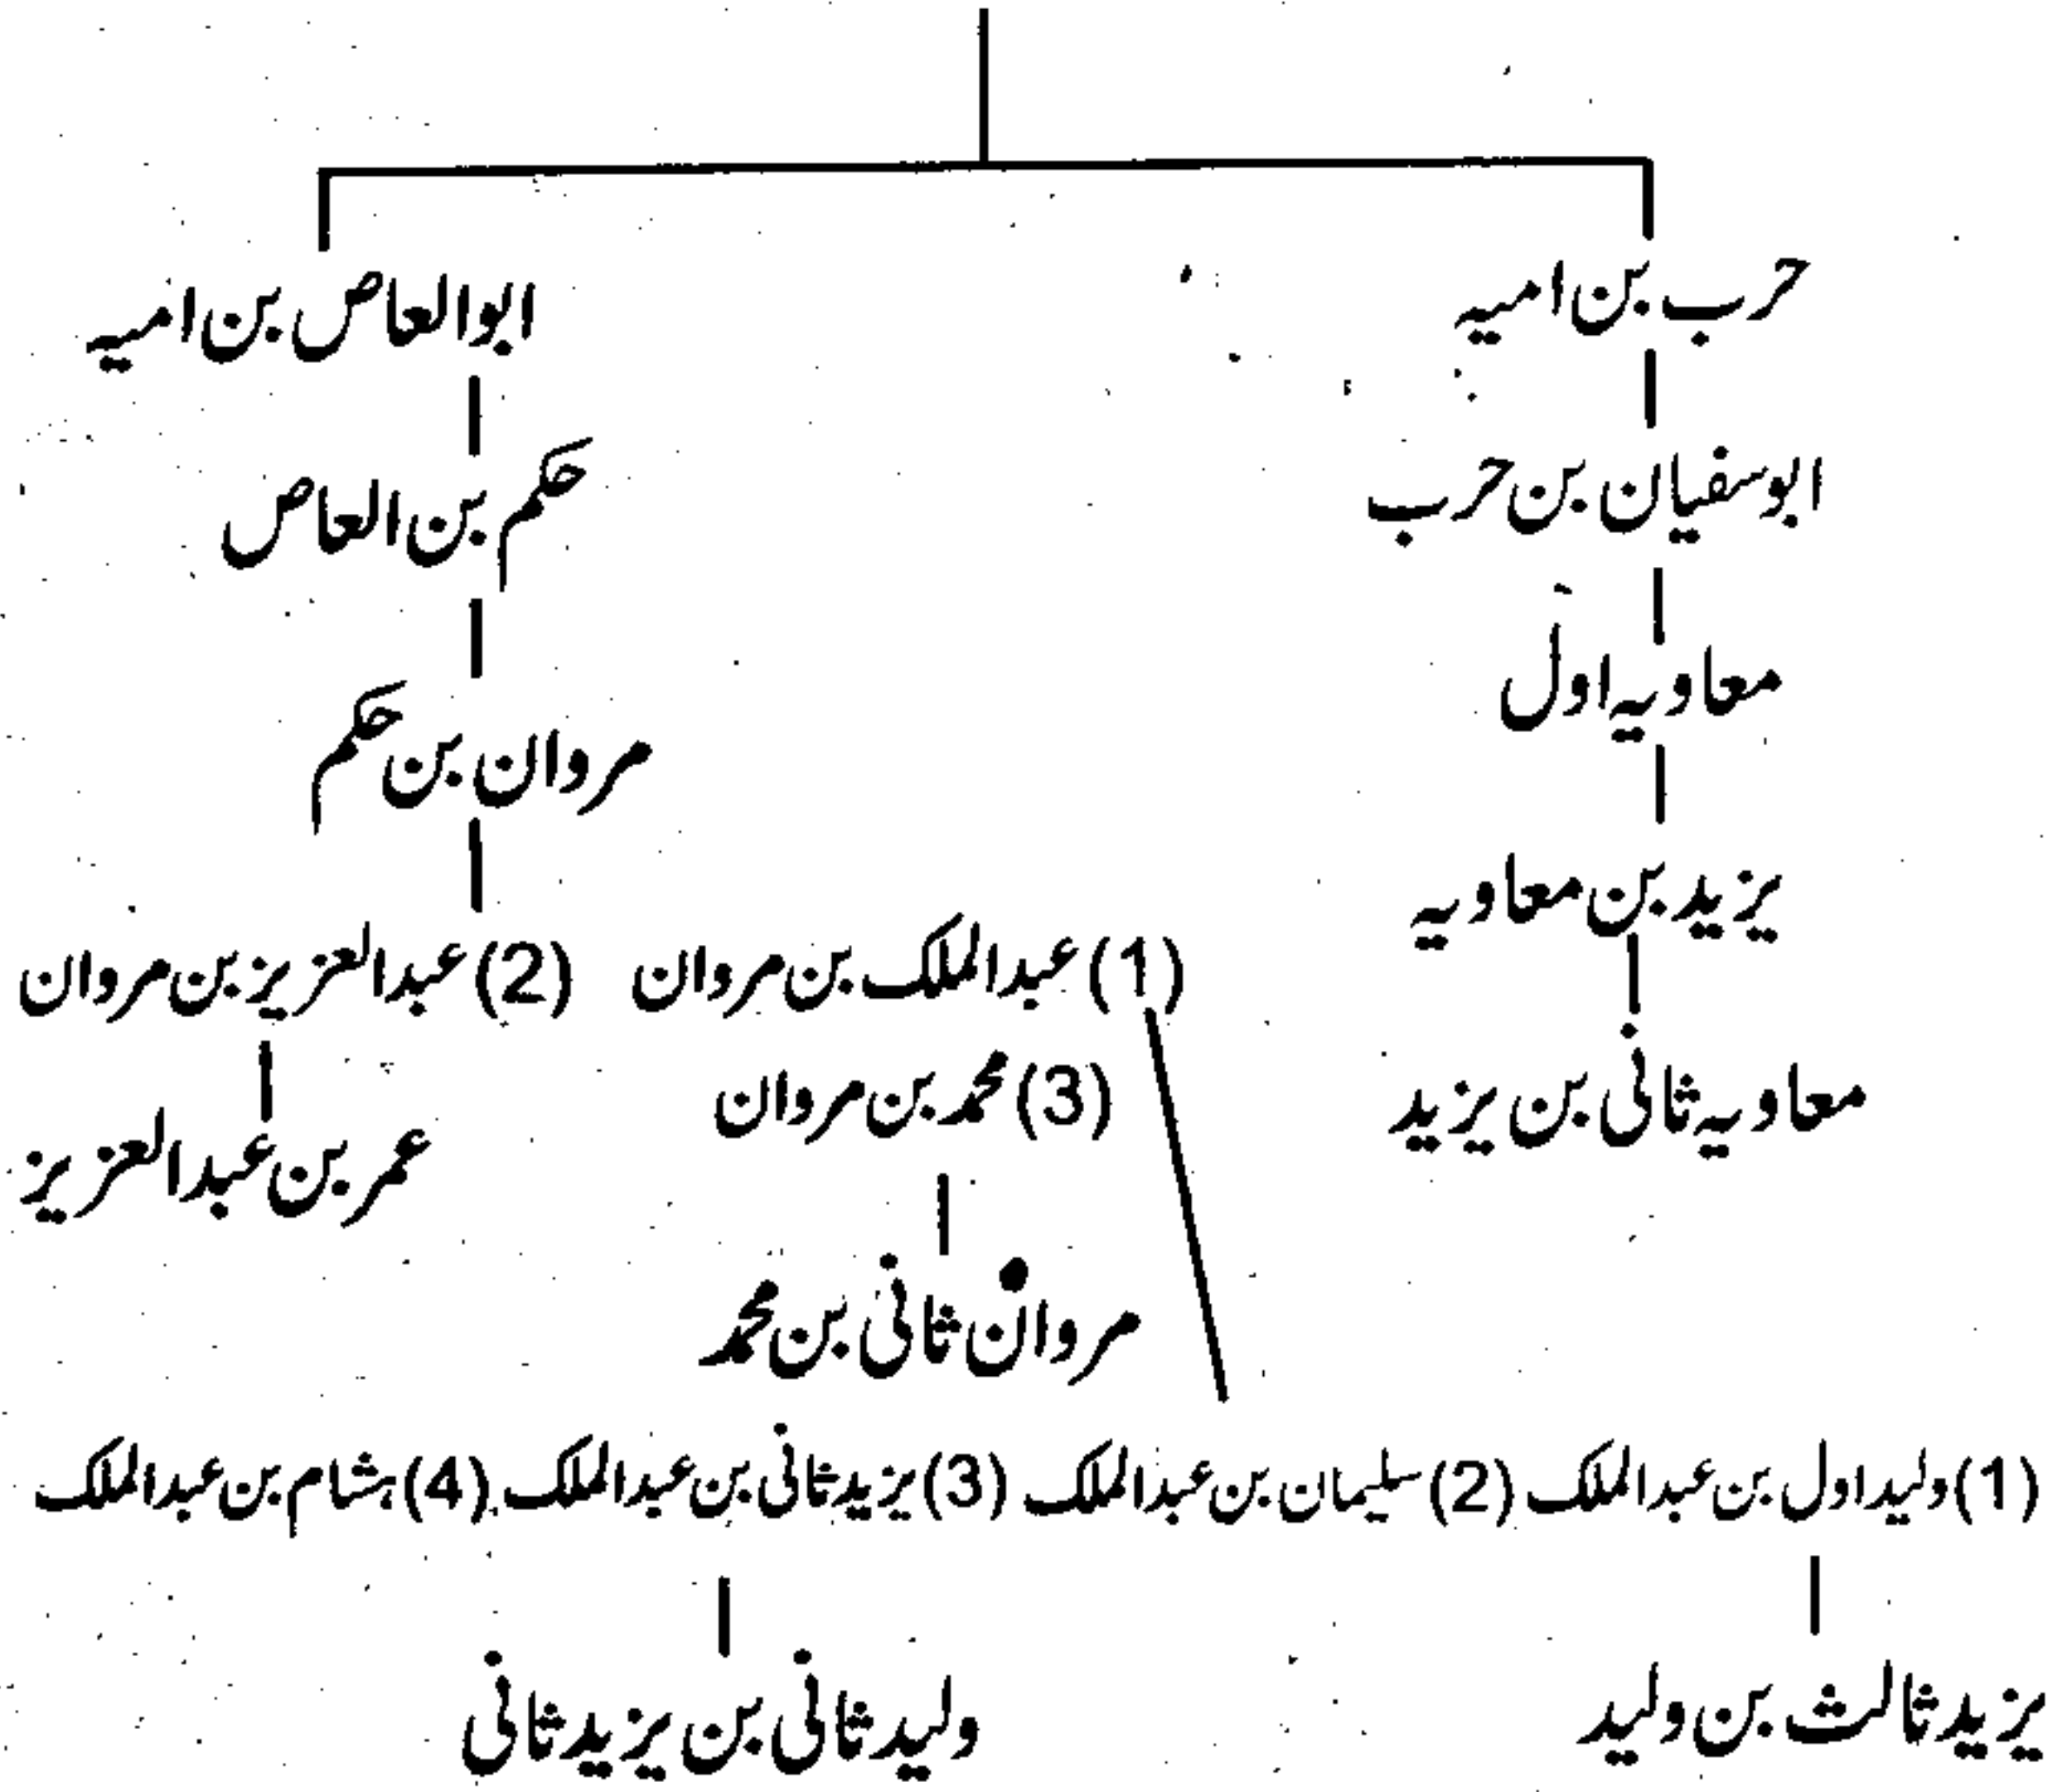 حرب بن امیہ
ابوالعاص بن امیہ
ابوسفیان بن حرب
حکم بن العاص
معاویہ اول
مروان بن حکم
یزید بن معاویہ
(1) عبدالملک بن مروان
(2) عبدالعزیز بن مروان
معاویہ ثانی بن یزید
(3) محمد بن مروان
عمر بن عبدالعزیز
مروان ثانی بن محمد
(1) ولید اول بن عبدالملک (2) سلیمان بن عبدالملک (3) یزید ثانی بن عبدالملک (4) ہشام بن عبدالملک
یزید ثالث بن ولید
ولید ثانی بن یزید ثانی